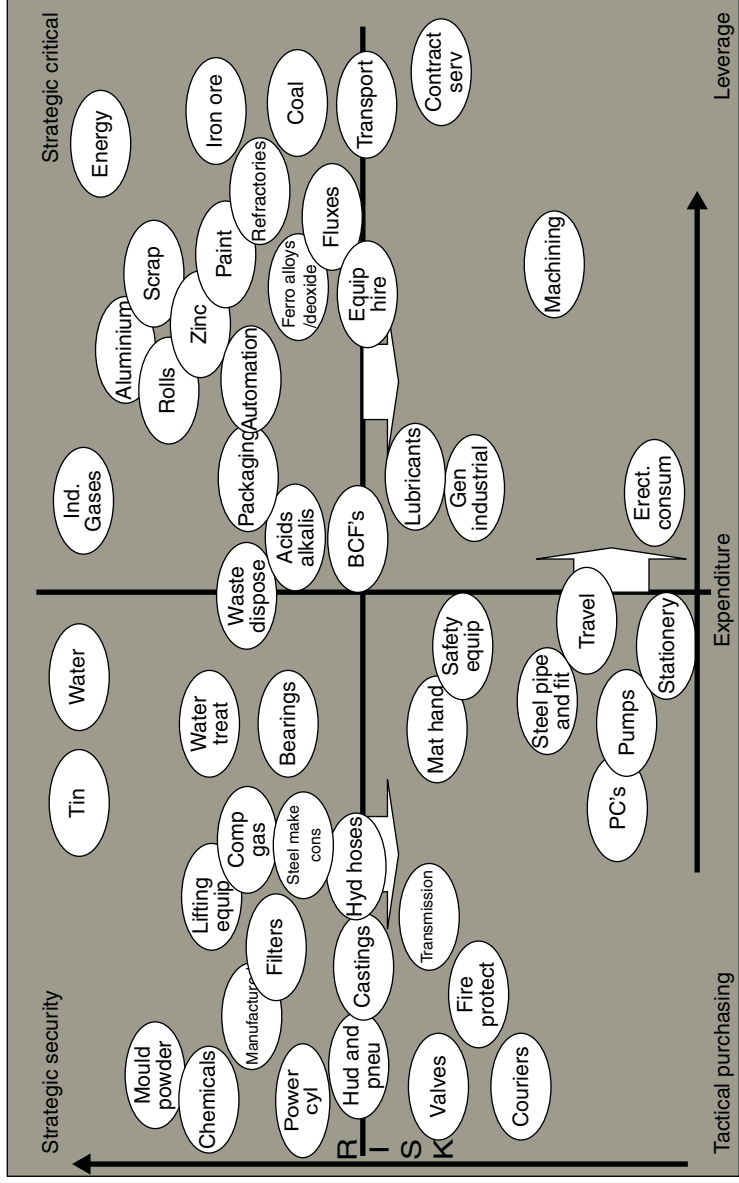 Strategic security
Strategic critical
Tin
Water
Ind.
Gases
Energy
Mould
powder
Aluminium
Scrap
Rolls
Chemicals
Lifting
equip
Water
treat
Zinc
Iron ore
Manufacture
Comp
gas
Waste
dispose
Packaging
Automation
Paint
Refractories
Filters
Bearings
Acids
alkalis
Ferro alloys
/deoxide
Coal
Power
cyl
Steel make
cons
Fluxes
Hud and
pneu
Castings
Hyd hoses
BCF's
Equip
hire
Transport
RISK
Valves
Transmission
Mat hand
Safety
equip
Lubricants
Contract
serv
Fire
protect
Gen
industrial
Couriers
Steel pipe
and fit
Machining
Travel
PC's
Pumps
Stationery
Erect.
consum
Tactical purchasing
Expenditure
Leverage